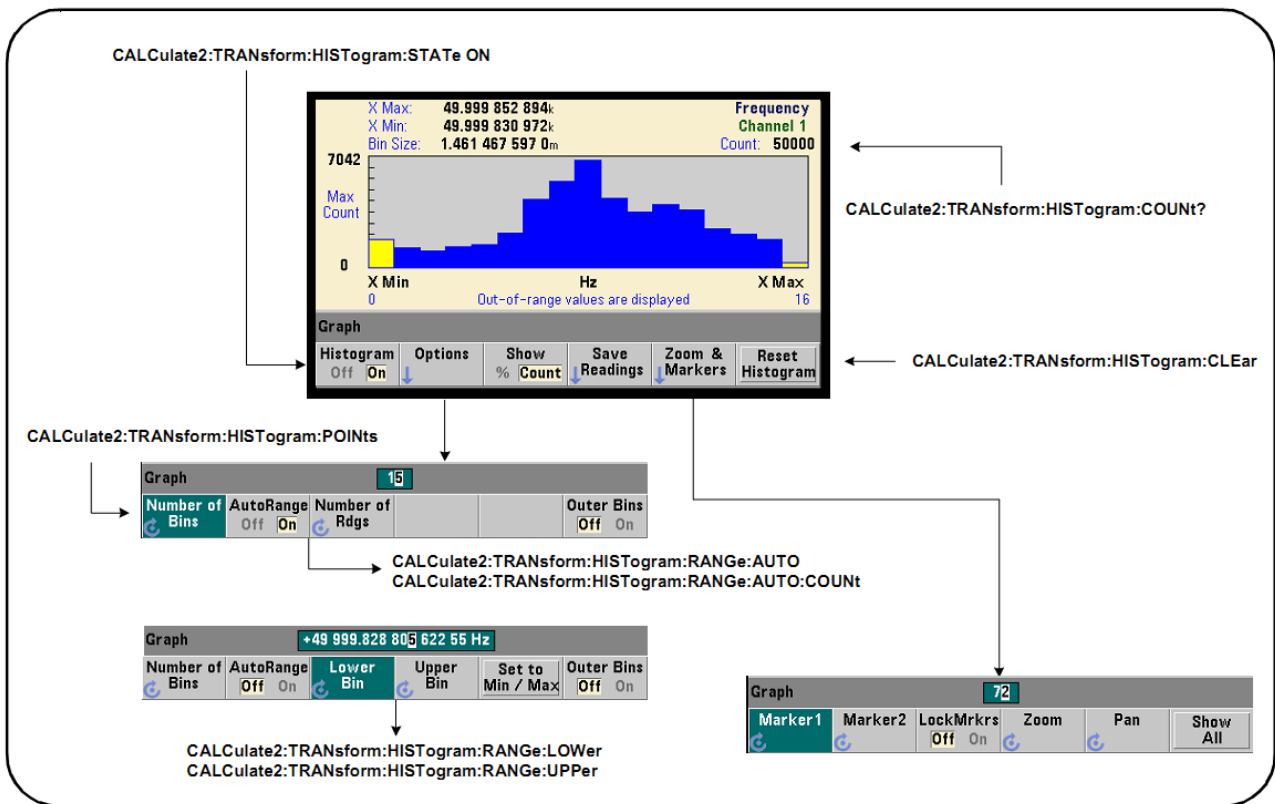 CALCulate2:TRANsform:HISTogram:STATe ON
X Max: 49.999 852 894k
Frequency
X Min: 49.999 830 972k
Channel 1
Bin Size: 1.461 467 597 0m
Count: 50000
7042
Max
Count
0
X Min
Hz
X Max
0
Out-of-range values are displayed
16
Graph
Histogram
Off On
Options
Show
% Count
Save
Readings
Zoom &
Markers
Reset
Histogram
CALCulate2:TRANsform:HISTogram:COUNt?
CALCulate2:TRANsform:HISTogram:CLEar
CALCulate2:TRANsform:HISTogram:POINts
Graph
15
Number of
Bins
AutoRange
Off On
Number of
Rdgs
Outer Bins
Off On
CALCulate2:TRANsform:HISTogram:RANGe:AUTO
CALCulate2:TRANsform:HISTogram:RANGe:AUTO:COUNt
Graph
+49 999.828 805 622 55 Hz
Number of
Bins
AutoRange
Off On
Lower
Bin
Upper
Bin
Set to
Min / Max
Outer Bins
Off On
CALCulate2:TRANsform:HISTogram:RANGe:LOWer
CALCulate2:TRANsform:HISTogram:RANGe:UPPer
Graph
72
Marker1
Marker2
LockMrkrs
Off On
Zoom
Pan
Show
All